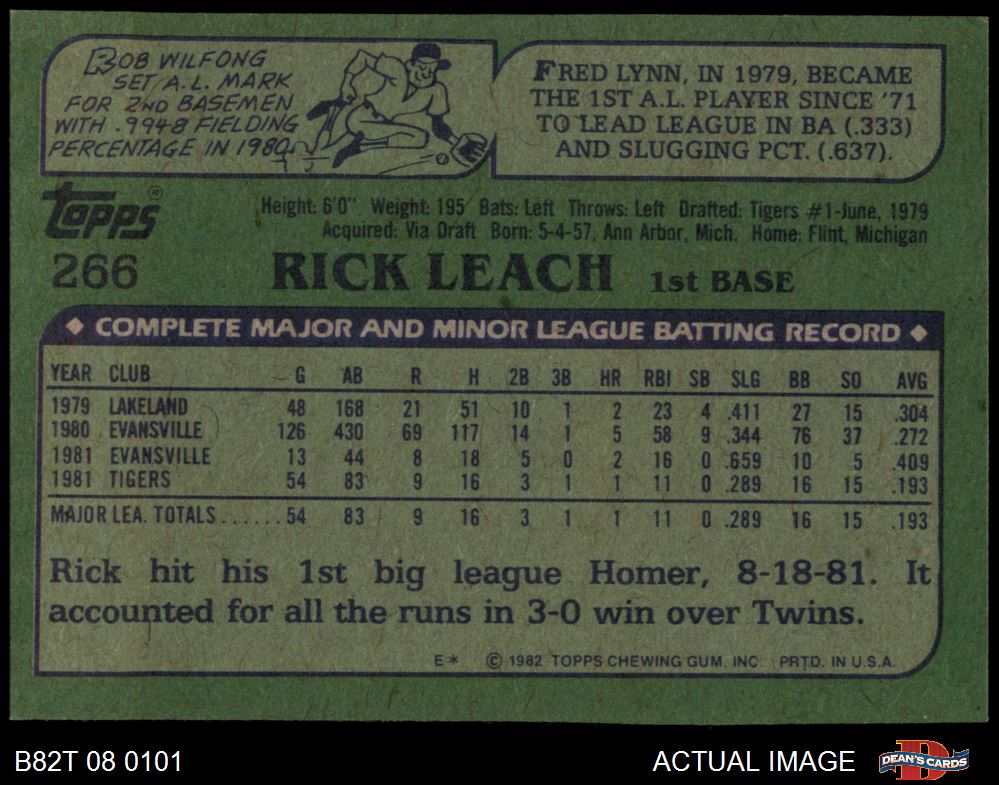 BOB WILFONG
SET A.L. MARK
FOR 2ND BASEMEN
WITH .9948 FIELDING
PERCENTAGE IN 1980.
FRED LYNN, IN 1979, BECAME
THE 1ST A.L. PLAYER SINCE '71
TO LEAD LEAGUE IN BA (.333)
AND SLUGGING PCT. (.637).
Topps®
Height: 6'0" Weight: 195 Bats: Left Throws: Left Drafted: Tigers #1-June, 1979
Acquired: Via Draft Born: 5-4-57, Ann Arbor, Mich. Home: Flint, Michigan
266 RICK LEACH 1st BASE
♦ COMPLETE MAJOR AND MINOR LEAGUE BATTING RECORD ♦
YEAR CLUB G AB R H 2B 3B HR RBI SB SLG BB SO AVG
1979 LAKELAND 48 168 21 51 10 1 2 23 4 .411 27 15 .304
1980 EVANSVILLE 126 430 69 117 14 1 5 58 9 .344 76 37 .272
1981 EVANSVILLE 13 44 8 18 5 0 2 16 0 .659 10 5 .409
1981 TIGERS 54 83 9 16 3 1 1 11 0 .289 16 15 .193
MAJOR LEA. TOTALS......54 83 9 16 3 1 1 11 0 .289 16 15 .193
Rick hit his 1st big league Homer, 8-18-81. It
accounted for all the runs in 3-0 win over Twins.
E* © 1982 TOPPS CHEWING GUM, INC. PRTD. IN U.S.A.
B82T 08 0101 ACTUAL IMAGE D DEAN'S CARDS